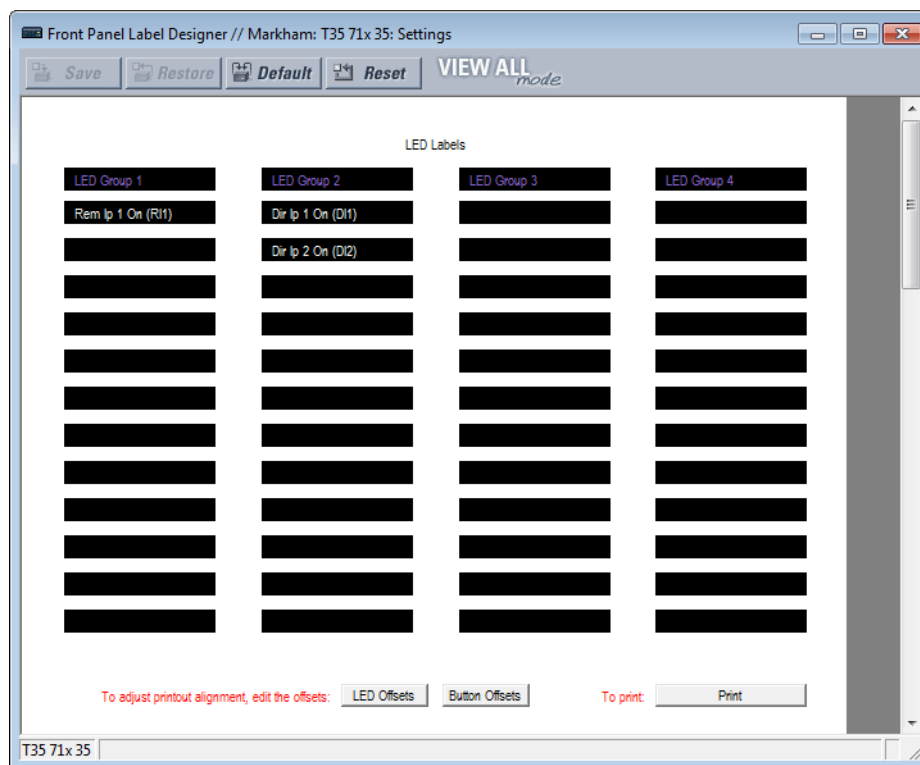 Front Panel Label Designer // Markham: T35 71x 35: Settings
Save Restore Default Reset VIEW ALL mode
LED Labels
LED Group 1 LED Group 2 LED Group 3 LED Group 4
Rem Ip 1 On (RI1) Dir Ip 1 On (DI1)
Dir Ip 2 On (DI2)
To adjust printout alignment, edit the offsets: LED Offsets Button Offsets To print: Print
T35 71x 35